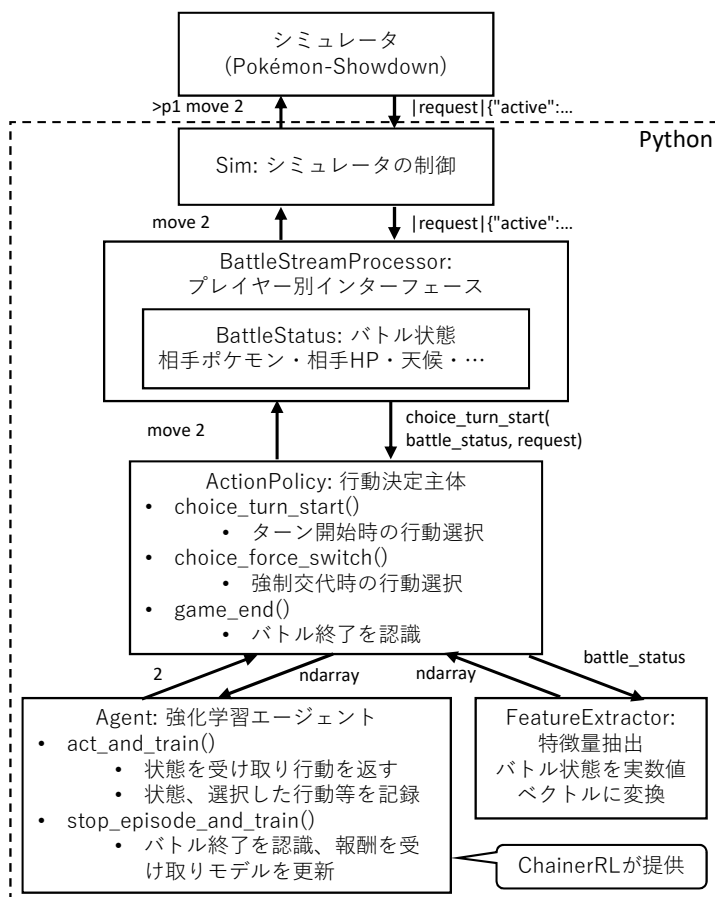 シミュレータ
(Pokémon-Showdown)
>p1 move 2
|request|{"active":…
Python
Sim: シミュレータの制御
move 2
|request|{"active":…
BattleStreamProcessor:
プレイヤー別インターフェース
BattleStatus: バトル状態
相手ポケモン・相手HP・天候・…
move 2
choice_turn_start(
battle_status, request)
ActionPolicy: 行動決定主体
• choice_turn_start()
• ターン開始時の行動選択
• choice_force_switch()
• 強制交代時の行動選択
• game_end()
• バトル終了を認識
2
ndarray
ndarray
battle_status
Agent: 強化学習エージェント
• act_and_train()
• 状態を受け取り行動を返す
• 状態、選択した行動等を記録
• stop_episode_and_train()
• バトル終了を認識、報酬を受
け取りモデルを更新
FeatureExtractor:
特徴量抽出
バトル状態を実数値
ベクトルに変換
ChainerRLが提供